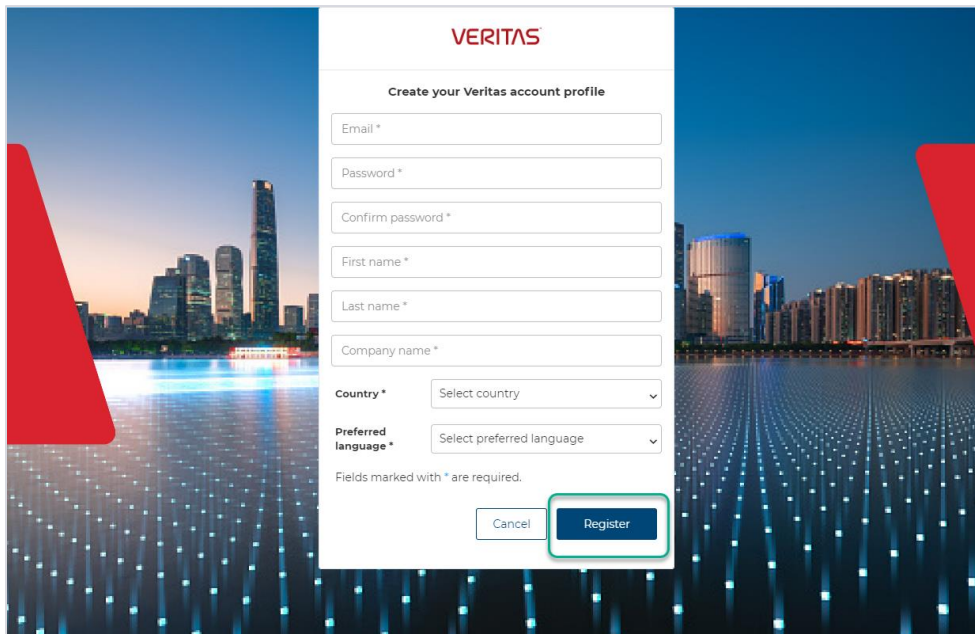 VERITAS
Create your Veritas account profile
Email *
Password *
Confirm password *
First name *
Last name *
Company name *
Country *
Select country
Preferred
language *
Select preferred language
Fields marked with * are required.
Cancel
Register